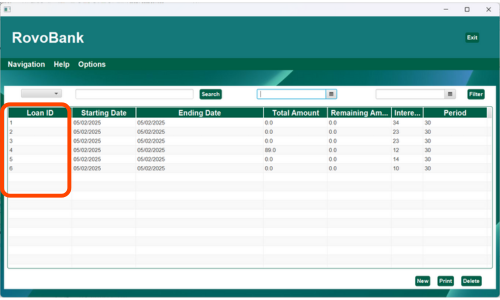 RovoBank
Exit
Navigation Help Options
Search Filter
Loan ID Starting Date Ending Date Total Amount Remaining Am... Intere... Period
1 05/02/2025 05/02/2025 0.0 0.0 34 30
2 05/02/2025 05/02/2025 0.0 0.0 23 30
3 05/02/2025 05/02/2025 0.0 0.0 23 30
4 05/02/2025 05/02/2025 89.0 0.0 12 30
5 05/02/2025 05/02/2025 0.0 0.0 14 30
6 05/02/2025 05/02/2025 0.0 0.0 10 30
New Print Delete